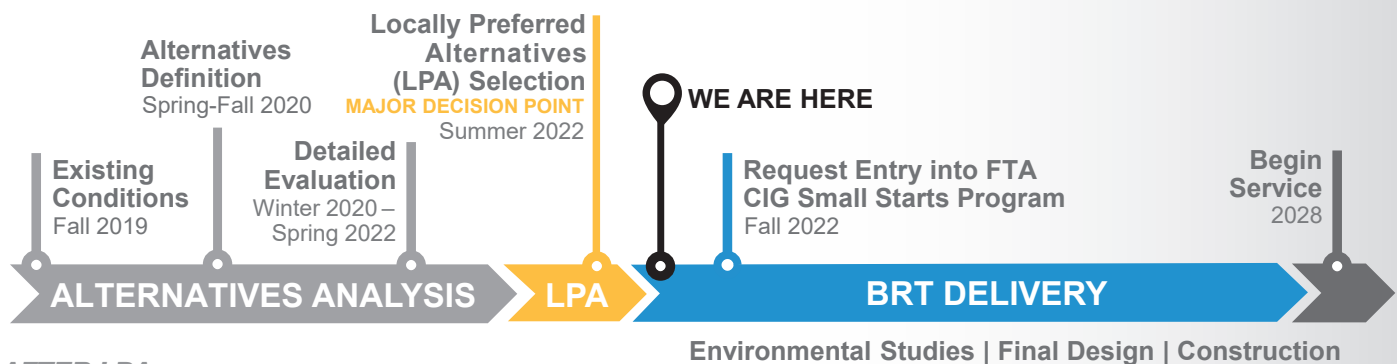 Locally Preferred
Alternatives
(LPA) Selection
MAJOR DECISION POINT
Summer 2022
Alternatives
Definition
Spring-Fall 2020
WE ARE HERE
Existing
Conditions
Fall 2019
Detailed
Evaluation
Winter 2020 –
Spring 2022
Request Entry into FTA
CIG Small Starts Program
Fall 2022
Begin
Service
2028
ALTERNATIVES ANALYSIS
LPA
BRT DELIVERY
Environmental Studies | Final Design | Construction